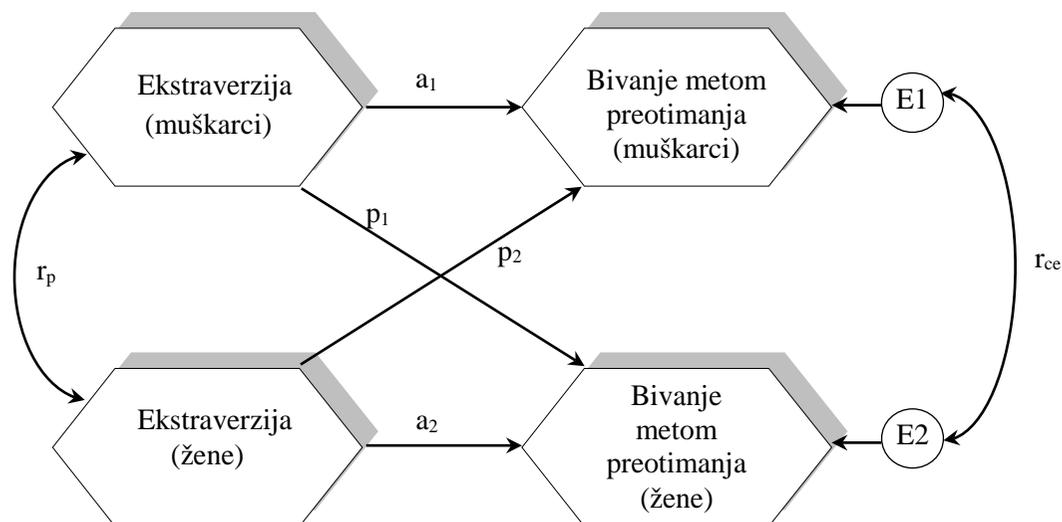 Ekstraverzija
(muškarci)
a1
Bivanje metom
preotimanja
(muškarci)
E1
p1
p2
rp
rce
Ekstraverzija
(žene)
a2
Bivanje
metom
preotimanja
(žene)
E2